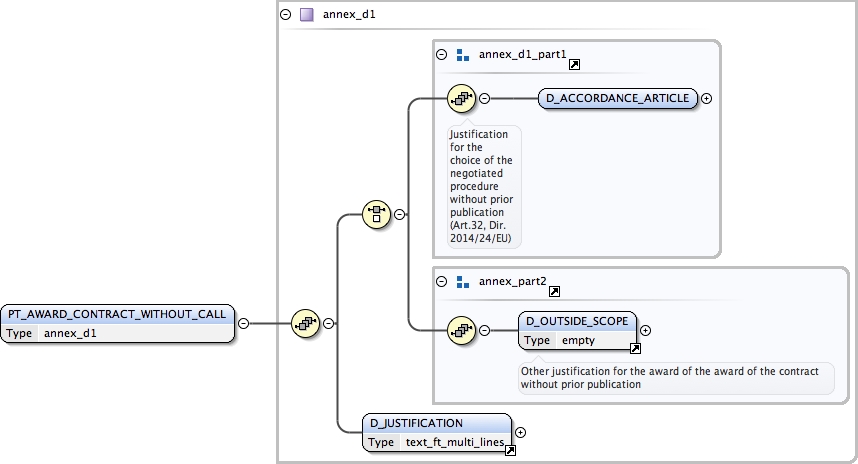 annex_d1
annex_d1_part1
D_ACCORDANCE_ARTICLE
Justification
for the
choice of the
negotiated
procedure
without prior
publication
(Art.32, Dir.
2014/24/EU)
annex_part2
PT_AWARD_CONTRACT_WITHOUT_CALL
Type annex_d1
D_OUTSIDE_SCOPE
Type empty
Other justification for the award of the award of the contract
without prior publication
D_JUSTIFICATION
Type text_ft_multi_lines